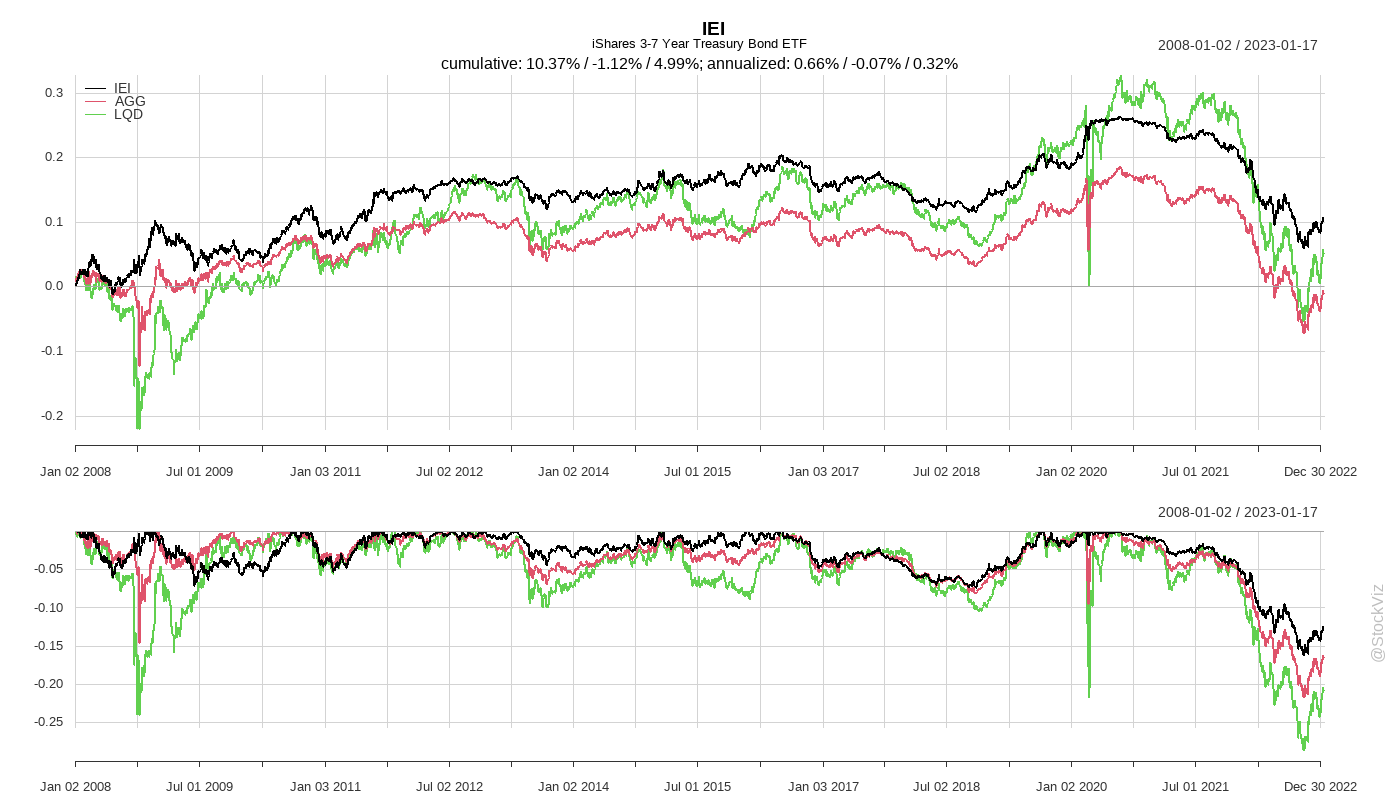 IEI
iShares 3-7 Year Treasury Bond ETF
2008-01-02 / 2023-01-17
cumulative: 10.37% / -1.12% / 4.99%; annualized: 0.66% / -0.07% / 0.32%
IEI
AGG
LQD
0.3
0.2
0.1
0.0
-0.1
-0.2
Jan 02 2008 Jul 01 2009 Jan 03 2011 Jul 02 2012 Jan 02 2014 Jul 01 2015 Jan 03 2017 Jul 02 2018 Jan 02 2020 Jul 01 2021 Dec 30 2022
2008-01-02 / 2023-01-17
-0.05
-0.10
-0.15
-0.20
-0.25
Jan 02 2008 Jul 01 2009 Jan 03 2011 Jul 02 2012 Jan 02 2014 Jul 01 2015 Jan 03 2017 Jul 02 2018 Jan 02 2020 Jul 01 2021 Dec 30 2022
@StockViz